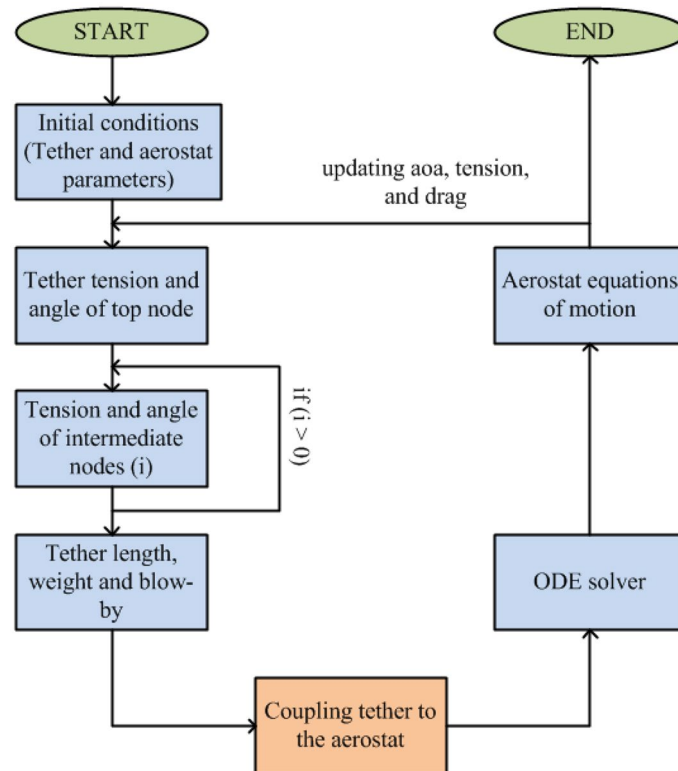 START
END
Initial conditions
(Tether and aerostat
parameters)
updating aoa, tension,
and drag
Tether tension and
angle of top node
Aerostat equations
of motion
Tension and angle
of intermediate
nodes (i)
if (i > 0)
Tether length,
weight and blow-
by
ODE solver
Coupling tether to
the aerostat